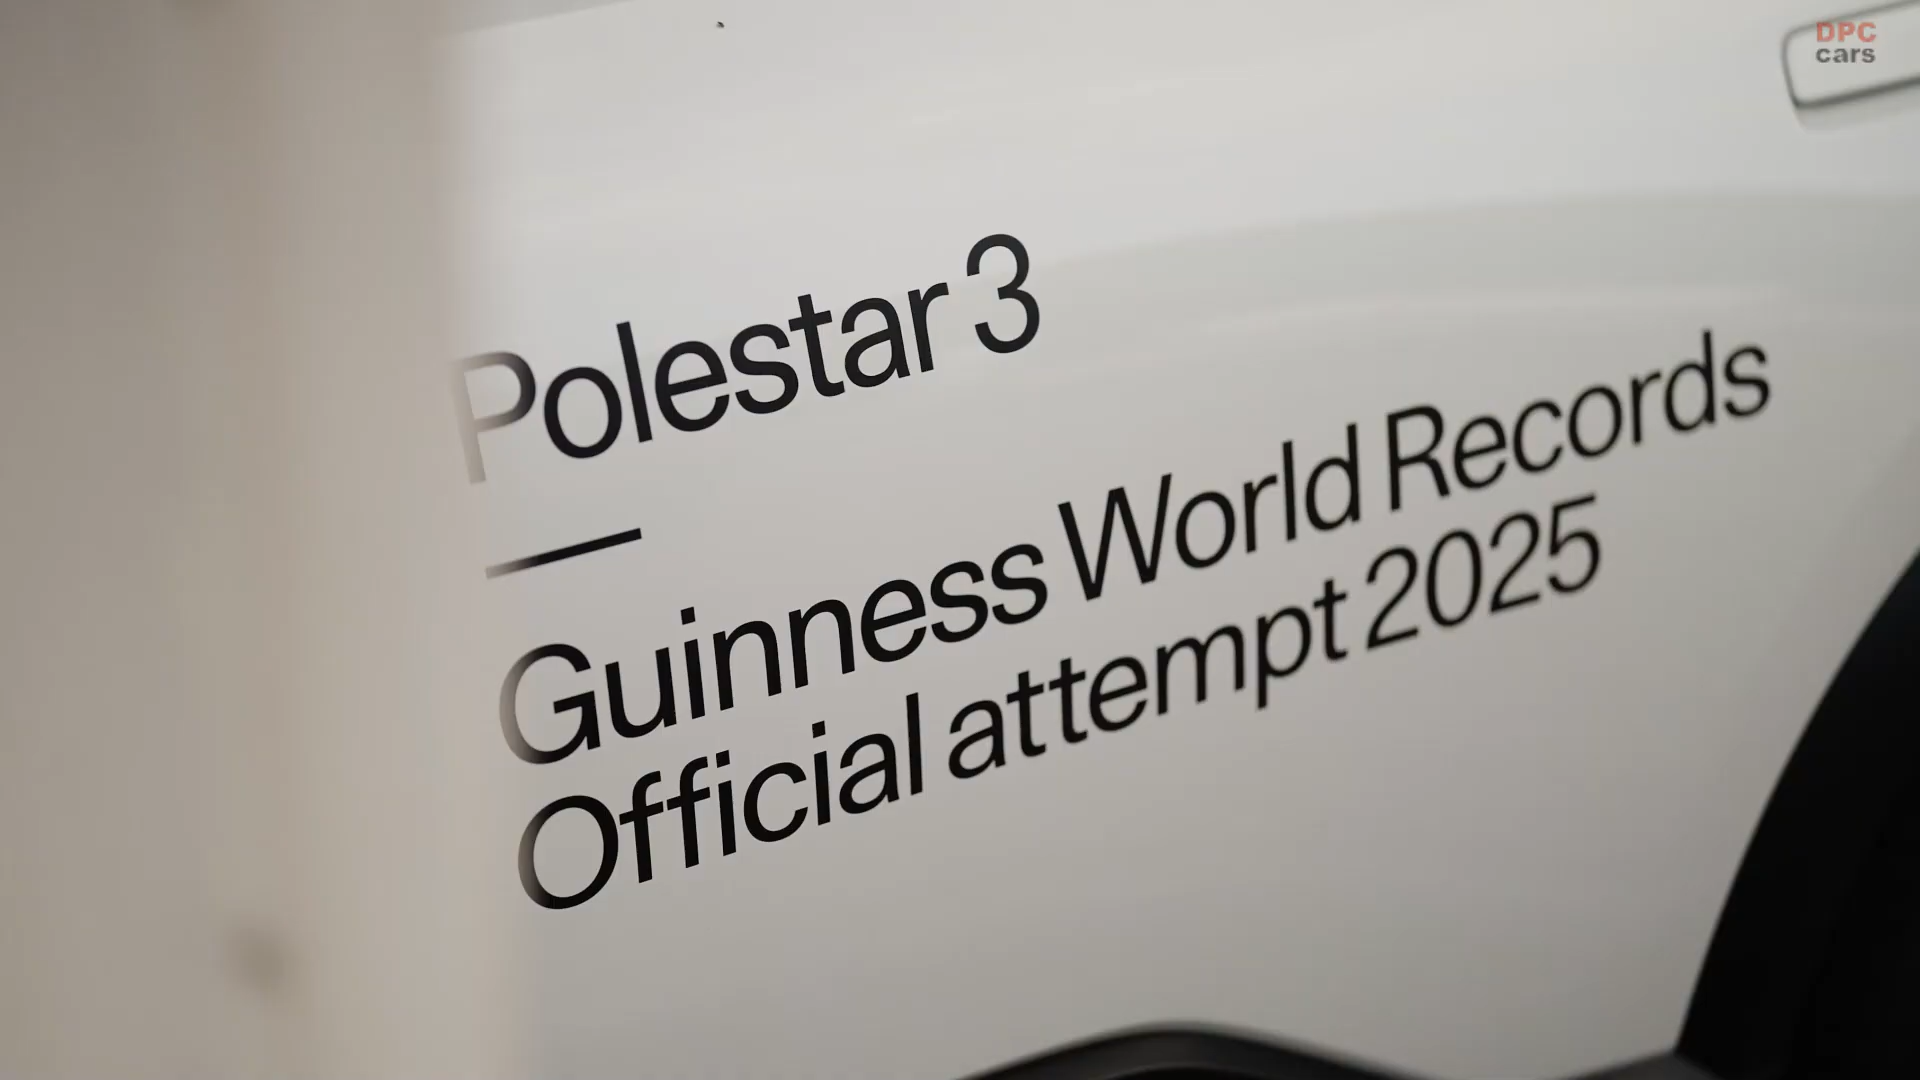 DPC
cars
Polestar 3
Guinness World Records
Official attempt 2025